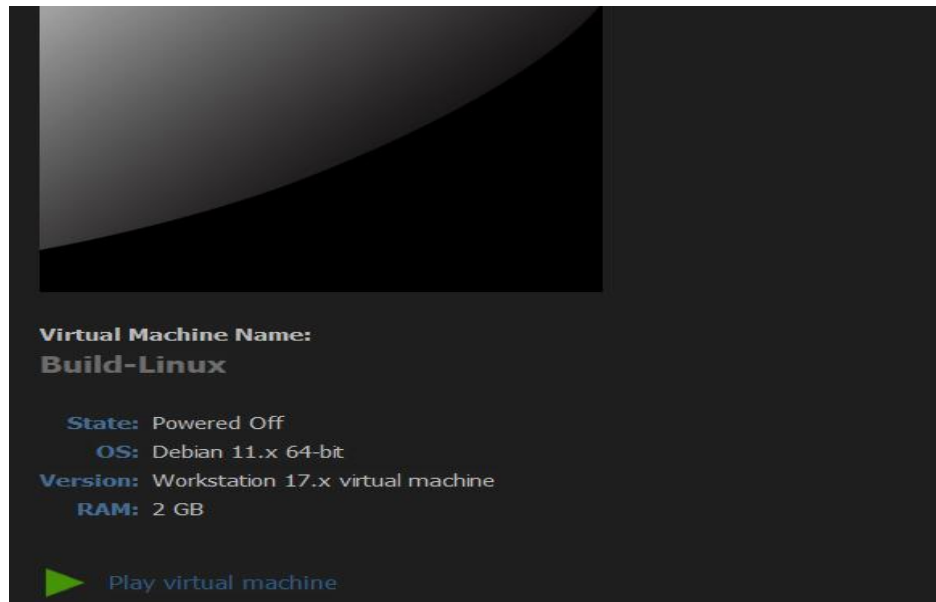 Virtual Machine Name:
Build-Linux
State: Powered Off
OS: Debian 11.x 64-bit
Version: Workstation 17.x virtual machine
RAM: 2 GB
Play virtual machine